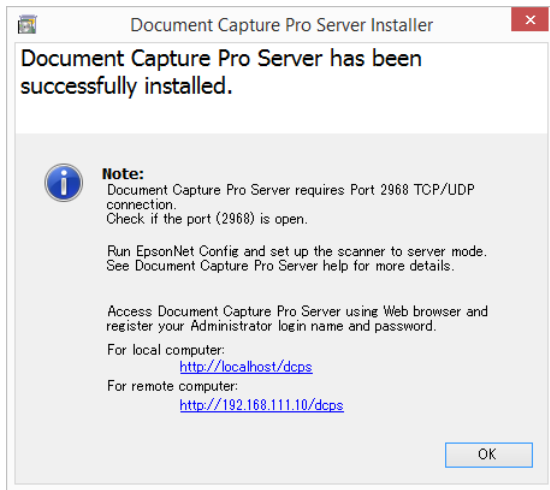 Document Capture Pro Server Installer
Document Capture Pro Server has been
successfully installed.
Note:
Document Capture Pro Server requires Port 2968 TCP/UDP
connection.
Check if the port (2968) is open.
Run EpsonNet Config and set up the scanner to server mode.
See Document Capture Pro Server help for more details.
Access Document Capture Pro Server using Web browser and
register your Administrator login name and password.
For local computer:
http://localhost/dcps
For remote computer:
http://192.168.111.10/dcps
OK